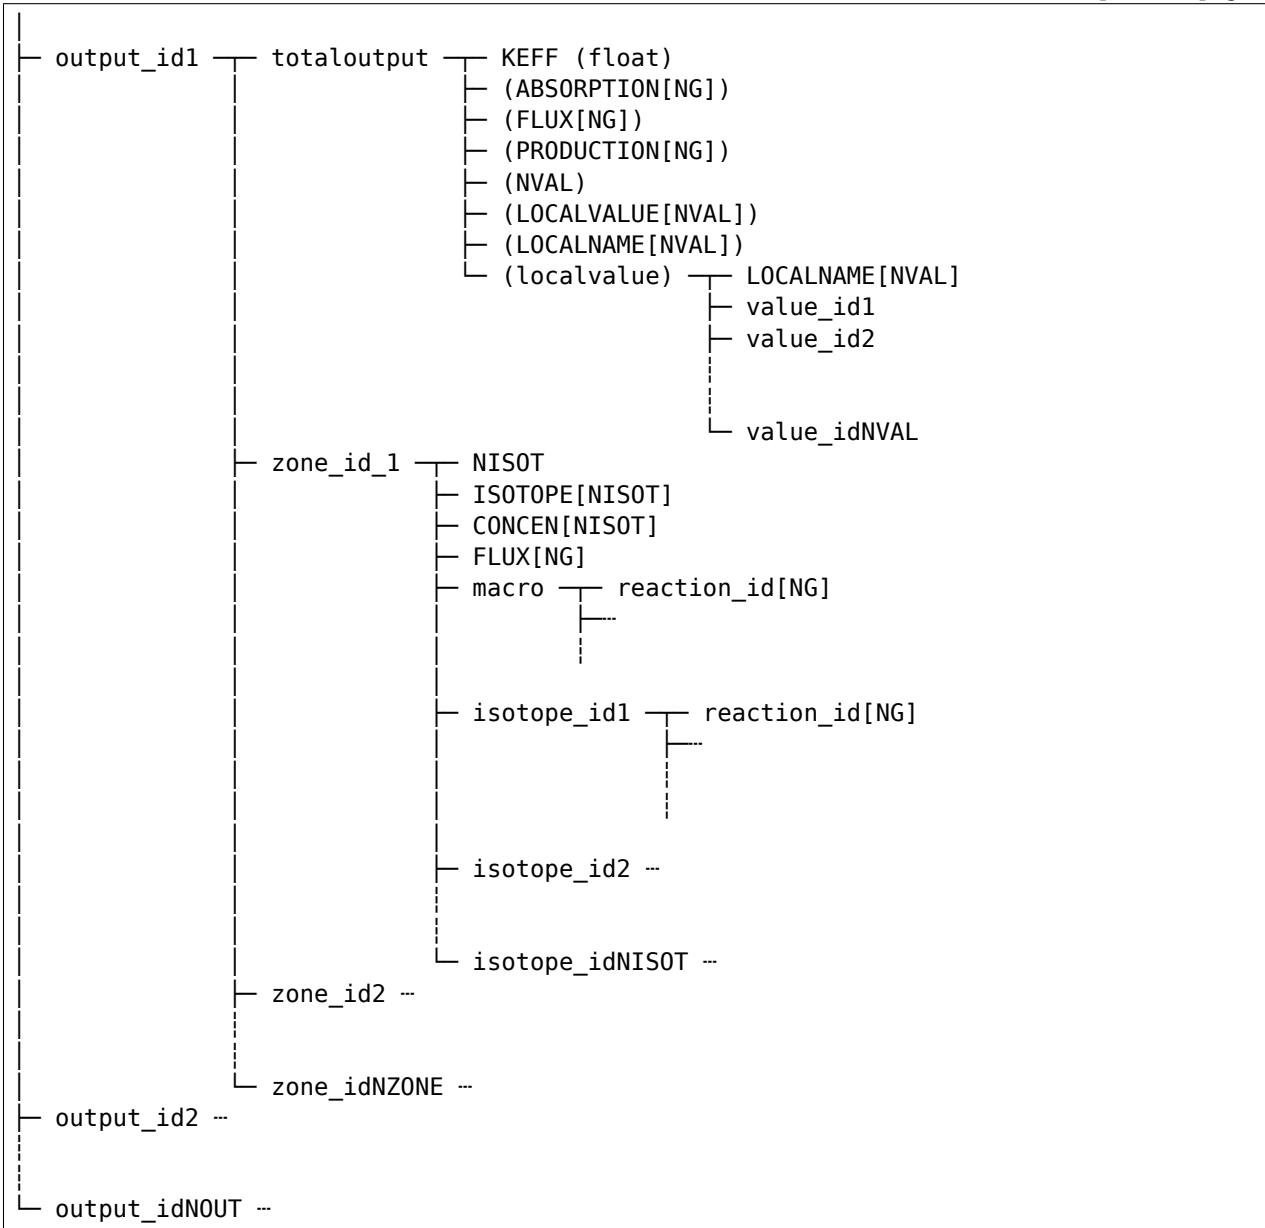 output_id1 totaloutput KEFF (float)
(ABSORPTION[NG])
(FLUX[NG])
(PRODUCTION[NG])
(NVAL)
(LOCALVALUE[NVAL])
(LOCALNAME[NVAL])
(localvalue) LOCALNAME[NVAL]
value_id1
value_id2
value_idNVAL
zone_id_1 NISOT
ISOTOPE[NISOT]
CONCEN[NISOT]
FLUX[NG]
macro reaction_id[NG]
isotope_id1 reaction_id[NG]
isotope_id2 ┄
isotope_idNISOT ┄
zone_id2 ┄
zone_idNZONE ┄
output_id2 ┄
output_idNOUT ┄